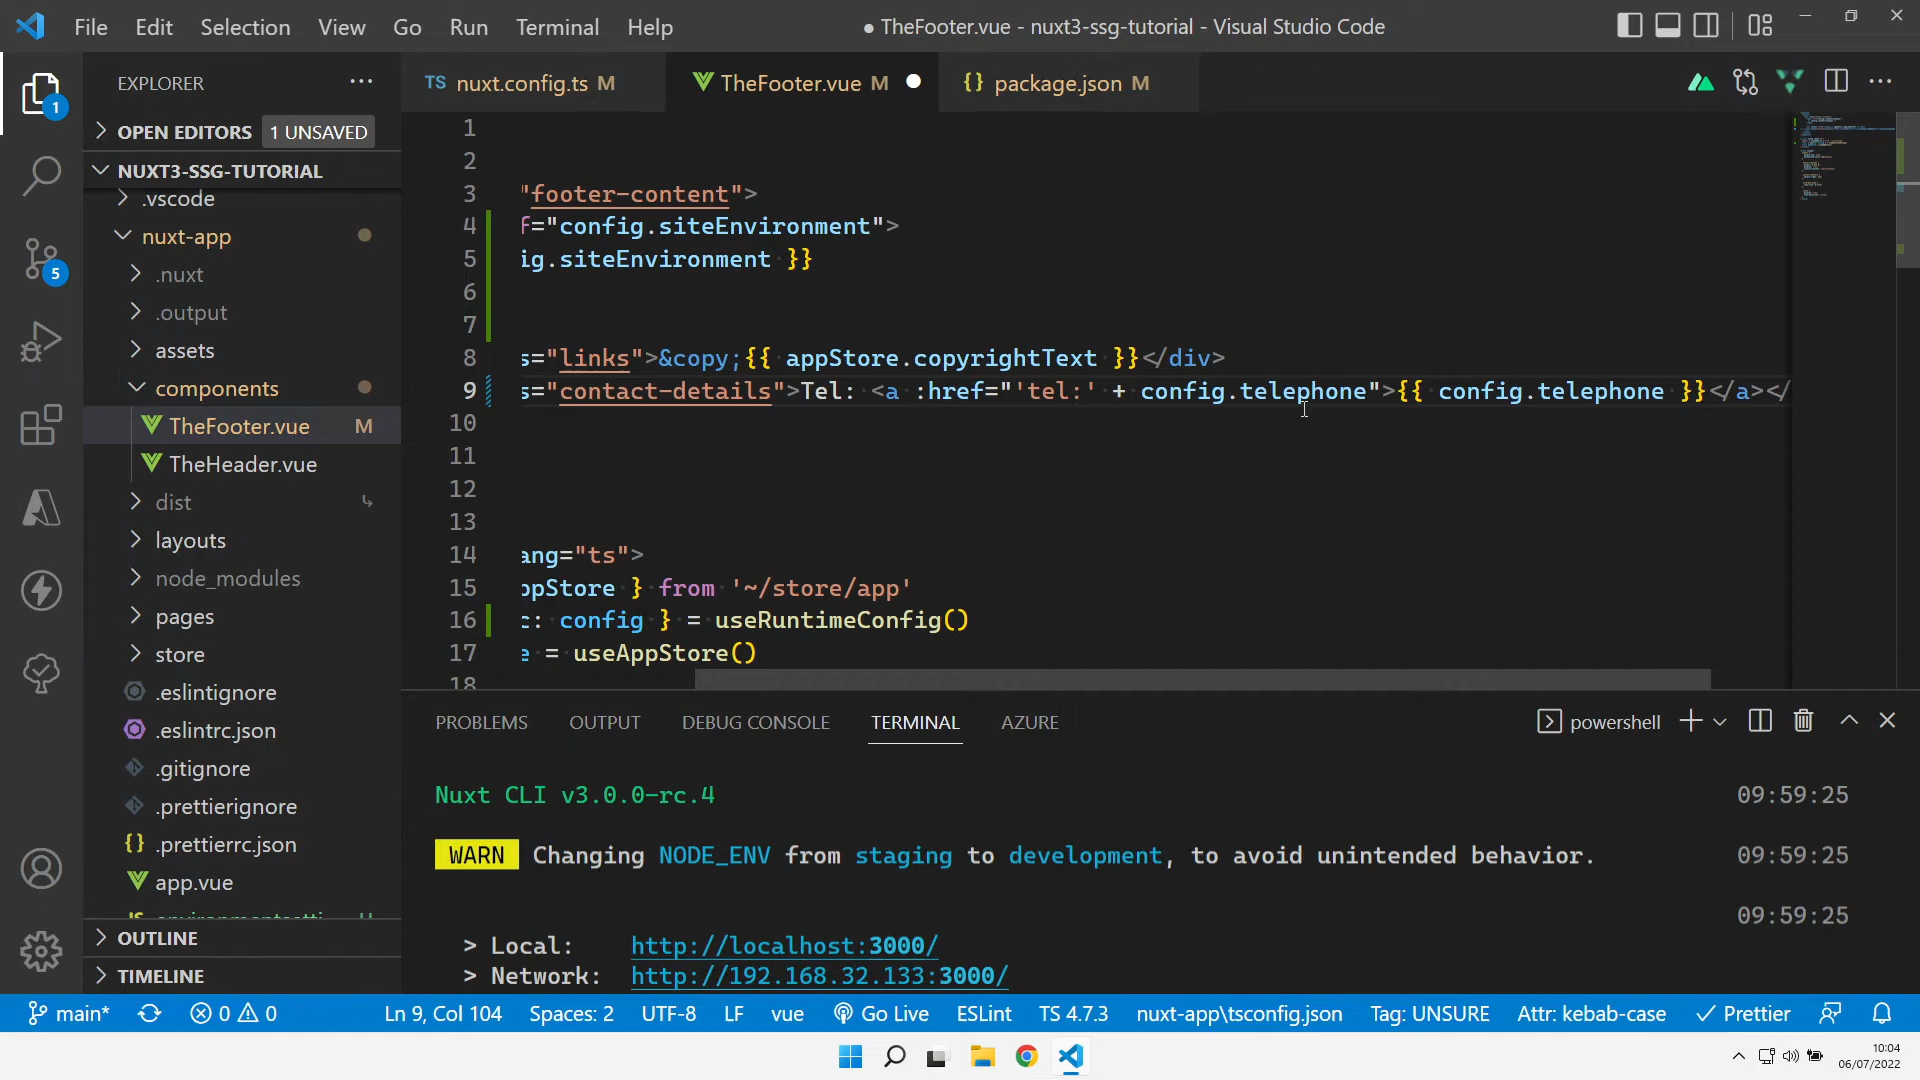 File Edit Selection View Go Run Terminal Help
● TheFooter.vue - nuxt3-ssg-tutorial - Visual Studio Code
EXPLORER
OPEN EDITORS 1 UNSAVED
NUXT3-SSG-TUTORIAL
.vscode
nuxt-app
.nuxt
.output
assets
components
TheFooter.vue M
TheHeader.vue
dist
layouts
node_modules
pages
store
.eslintignore
.eslintrc.json
.gitignore
.prettierignore
.prettierrc.json
app.vue
OUTLINE
TIMELINE
1
5
TS nuxt.config.ts M
TheFooter.vue M
{} package.json M
1
2
3 "footer-content">
4 f="config.siteEnvironment">
5 ig.siteEnvironment }}
6
7
8 s="links">&copy;{{ appStore.copyrightText }}</div>
9 s="contact-details">Tel: <a :href="'tel:' + config.telephone">{{ config.telephone }}</a></
10
11
12
13
14 ang="ts">
15 ppStore } from '~/store/app'
16 c: config } = useRuntimeConfig()
17 e = useAppStore()
18
PROBLEMS OUTPUT DEBUG CONSOLE TERMINAL AZURE
powershell
Nuxt CLI v3.0.0-rc.4 09:59:25
WARN Changing NODE_ENV from staging to development, to avoid unintended behavior. 09:59:25
09:59:25
> Local: http://localhost:3000/
> Network: http://192.168.32.133:3000/
main* 0 0 Ln 9, Col 104 Spaces: 2 UTF-8 LF vue Go Live ESLint TS 4.7.3 nuxt-app\tsconfig.json Tag: UNSURE Attr: kebab-case Prettier
10:04
06/07/2022